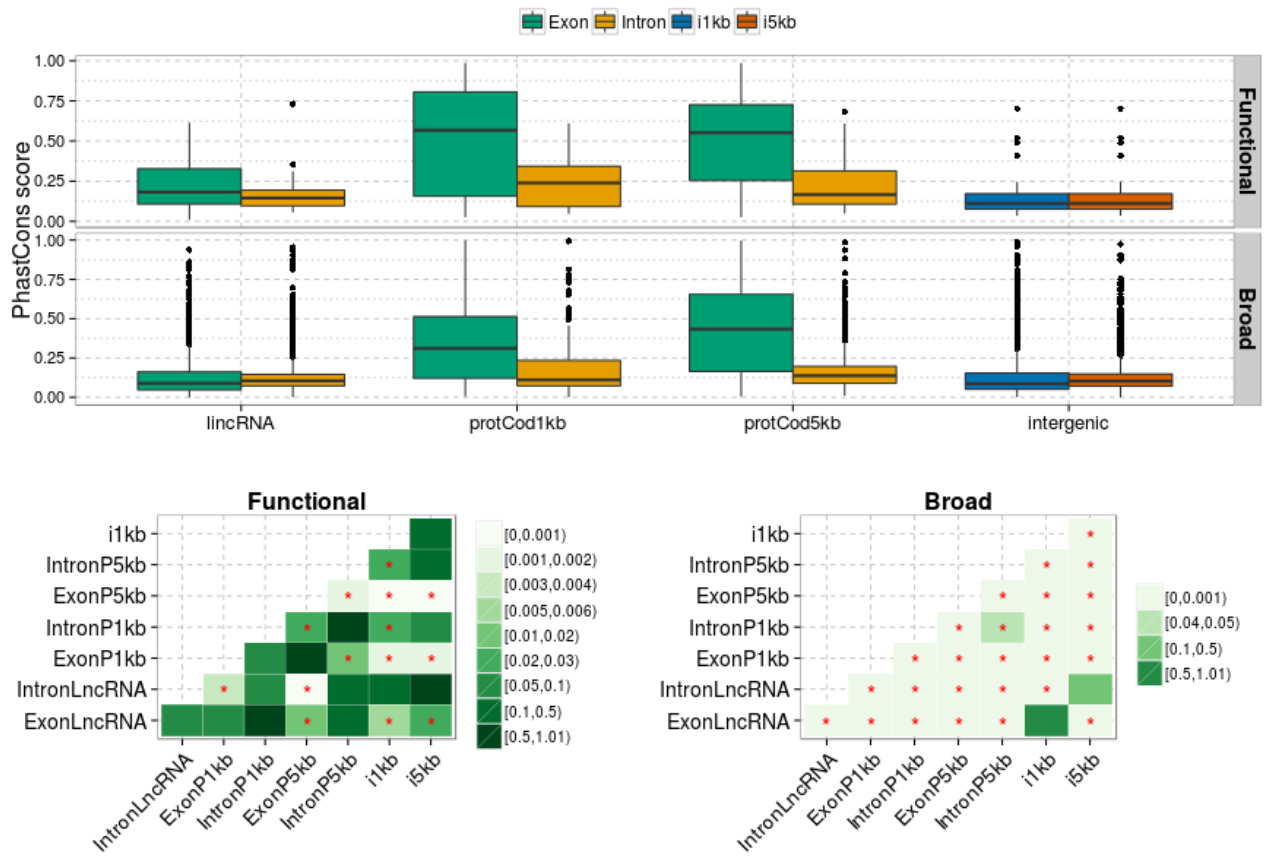 Exon Intron i1kb i5kb
PhastCons score
1.00
0.75
0.50
0.25
0.00
Functional
1.00
0.75
0.50
0.25
0.00
Broad
lincRNA protCod1kb protCod5kb intergenic
Functional
i1kb
IntronP5kb
ExonP5kb
IntronP1kb
ExonP1kb
IntronLncRNA
ExonLncRNA
IntronLncRNA
ExonP1kb
IntronP1kb
ExonP5kb
IntronP5kb
i1kb
i5kb
[0,0.001)
[0.001,0.002)
[0.003,0.004)
[0.005,0.006)
[0.01,0.02)
[0.02,0.03)
[0.05,0.1)
[0.1,0.5)
[0.5,1.01)
Broad
i1kb
IntronP5kb
ExonP5kb
IntronP1kb
ExonP1kb
IntronLncRNA
ExonLncRNA
IntronLncRNA
ExonP1kb
IntronP1kb
ExonP5kb
IntronP5kb
i1kb
i5kb
[0,0.001)
[0.04,0.05)
[0.1,0.5)
[0.5,1.01)